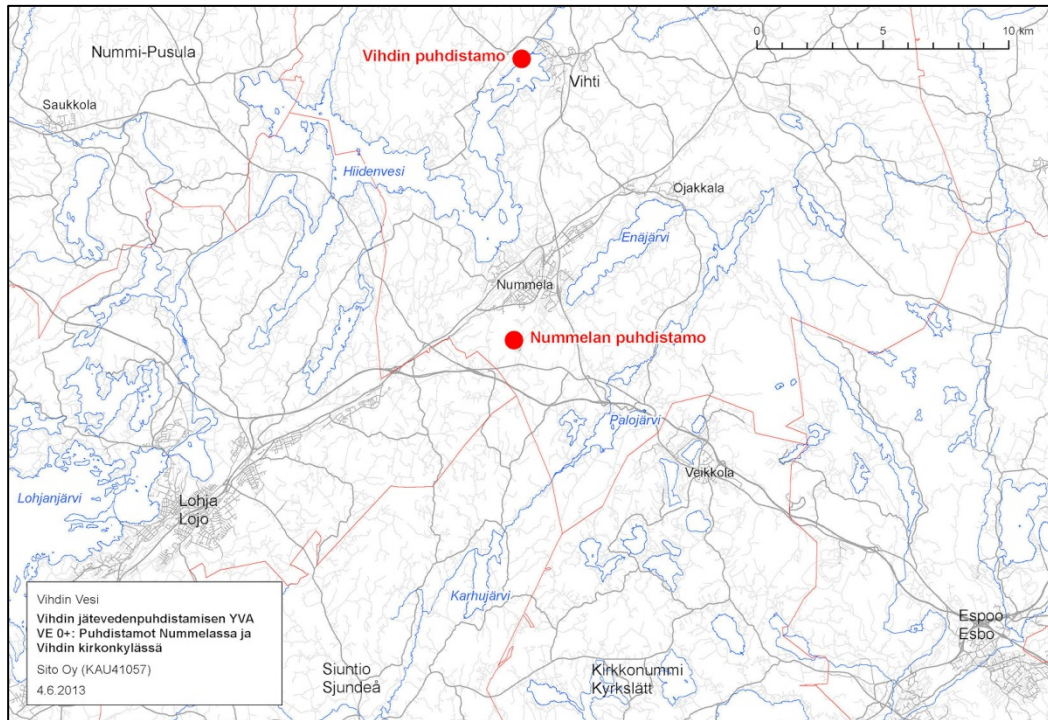 Nummi-Pusula
Vihdin puhdistamo
0 5 10 km
Vihti
Saukkola
Hiidenvesi
Ojakkala
Enäjärvi
Nummela
Nummelan puhdistamo
Palojärvi
Veikkola
Lohjanjärvi
Lohja
Lojo
Karhujärvi
Espoo
Esbo
Siuntio
Sjundeå
Kirkkonummi
Kyrkslätt
Vihdin Vesi
Vihdin jätevedenpuhdistamisen YVA
VE 0+: Puhdistamot Nummelassa ja
Vihdin kirkonkylässä
Sito Oy (KAU41057)
4.6.2013